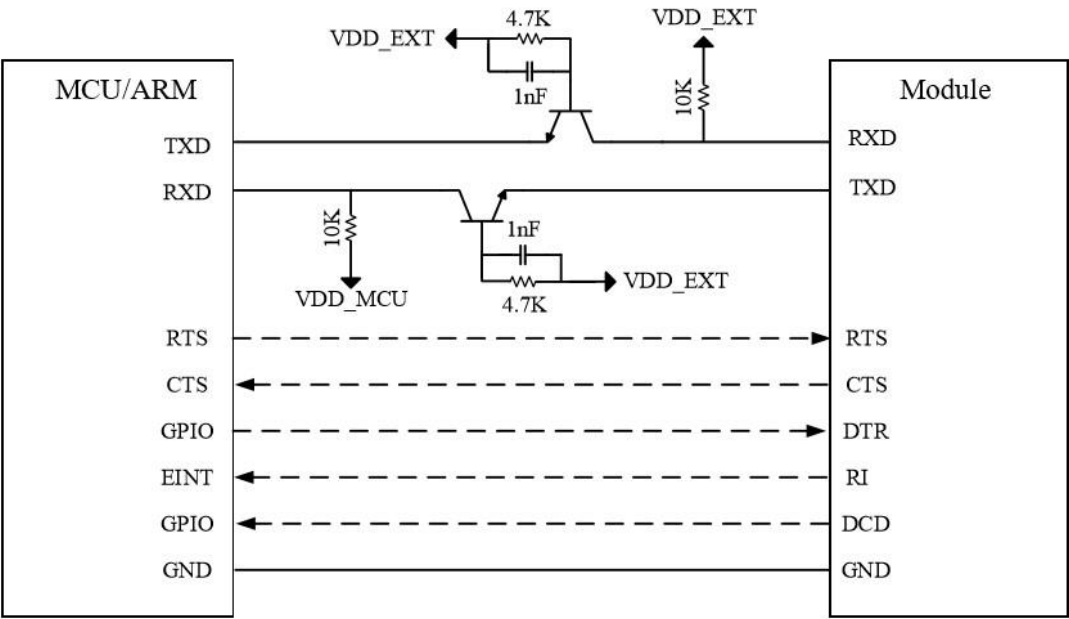 4.7K
VDD_EXT
VDD_EXT
MCU/ARM
1nF
10K
Module
TXD
RXD
RXD
TXD
10K
1nF
VDD_EXT
VDD_MCU
4.7K
RTS
RTS
CTS
CTS
GPIO
DTR
EINT
RI
GPIO
DCD
GND
GND